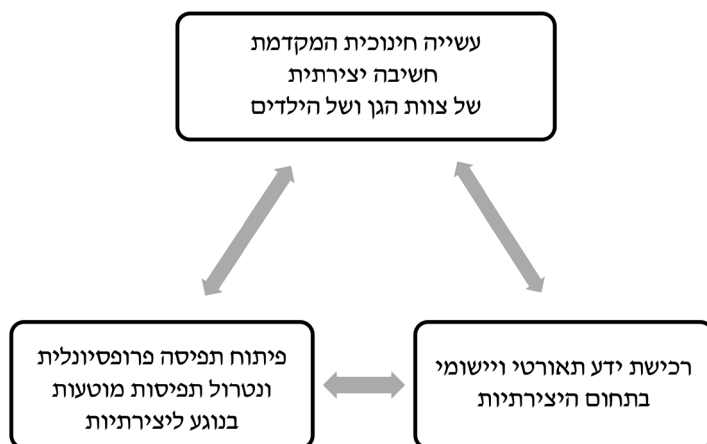 עשייה חינוכית המקדמת
חשיבה יצירתית
של צוות הגן ושל הילדים
רכישת ידע תאורטי ויישומי
בתחום היצירתיות
פיתוח תפיסה פרופסיונלית
ונטרול תפיסות מוטעות
בנוגע ליצירתיות